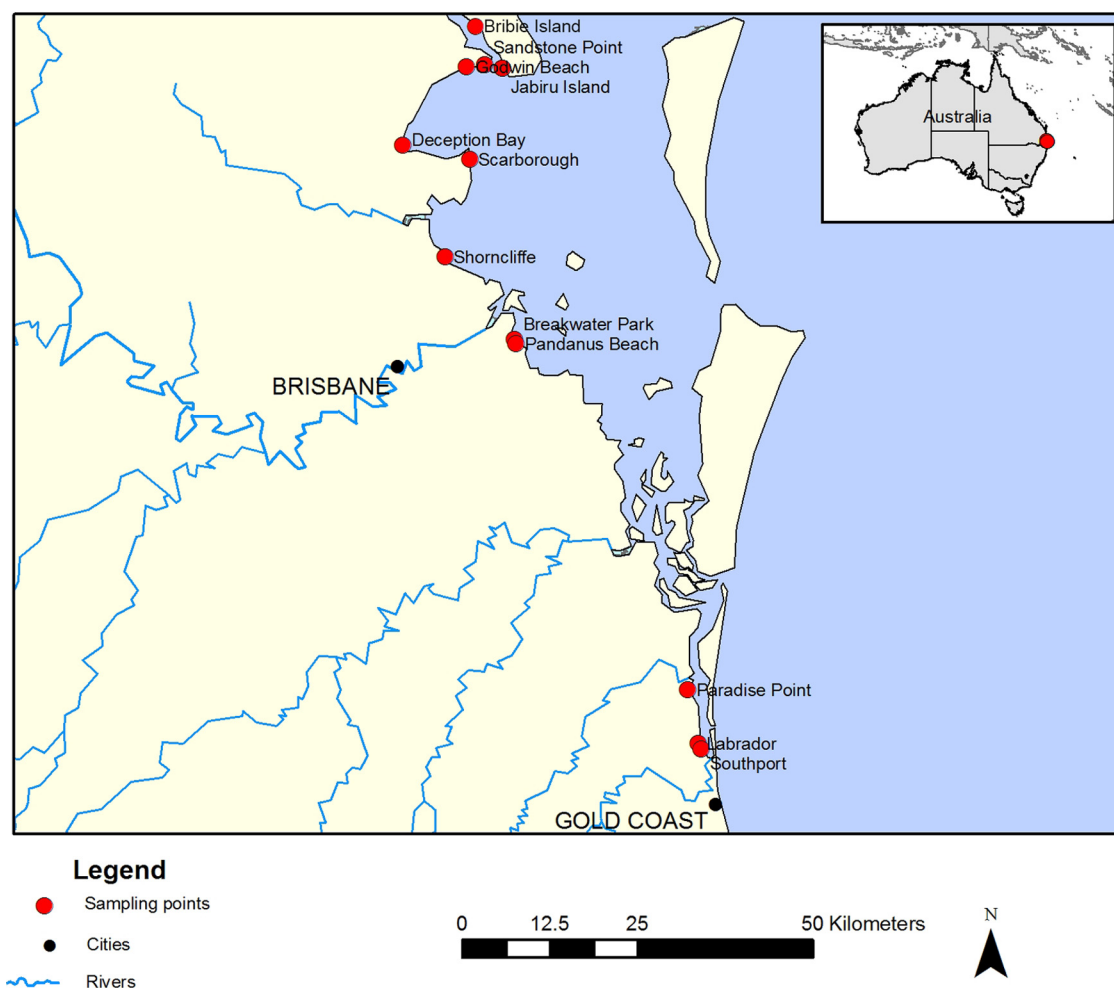 Bribie Island
Sandstone Point
Godwin Beach
Jabiru Island
Australia
Deception Bay
Scarborough
Shorncliffe
Breakwater Park
Pandanus Beach
BRISBANE
Paradise Point
Labrador
Southport
GOLD COAST
Legend
Sampling points
Cities
Rivers
0 12.5 25 50 Kilometers
N